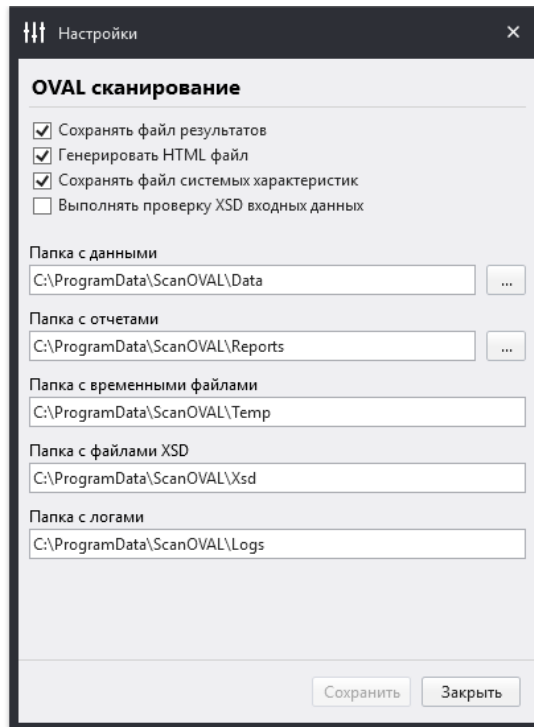 Настройки
OVAL сканирование
Сохранять файл результатов
Генерировать HTML файл
Сохранять файл системых характеристик
Выполнять проверку XSD входных данных
Папка с данными
C:\ProgramData\ScanOVAL\Data
...
Папка с отчетами
C:\ProgramData\ScanOVAL\Reports
...
Папка с временными файлами
C:\ProgramData\ScanOVAL\Temp
Папка с файлами XSD
C:\ProgramData\ScanOVAL\Xsd
Папка с логами
C:\ProgramData\ScanOVAL\Logs
Сохранить
Закрыть